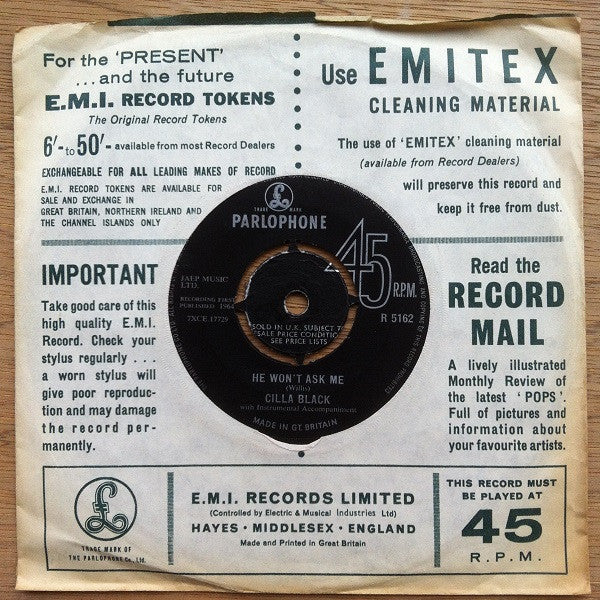 For the 'PRESENT'
...and the future
E.M.I. RECORD TOKENS
The Original Record Tokens
6/- to 50/- available from most Record Dealers
EXCHANGEABLE FOR ALL LEADING MAKES OF RECORD
E.M.I. RECORD TOKENS ARE AVAILABLE FOR
SALE AND EXCHANGE IN
GREAT BRITAIN, NORTHERN IRELAND AND
THE CHANNEL ISLANDS ONLY
Use EMITEX
CLEANING MATERIAL
The use of 'EMITEX' cleaning material
(available from Record Dealers)
will preserve this record and
keep it free from dust.
IMPORTANT
Take good care of this
high quality E.M.I.
Record. Check your
stylus regularly ...
a worn stylus will
give poor reproduc-
tion and may damage
the record per-
manently.
£
TRADE MARK
PARLOPHONE
45
R.P.M.
R 5162
MUSIC
LTD.
RECORDING FIRST
PUBLISHED 1964
7XCE 17729
SOLD IN U.K. SUBJECT
SALE PRICE
SEE PRICE LISTS
HE WON'T ASK ME
(Wallis)
CILLA BLACK
with Instrumental Accompaniment
MADE IN GT. BRITAIN
Read the
RECORD
MAIL
A lively illustrated
Monthly Review of
the latest 'POPS'.
Full of pictures and
information about
your favourite artists.
£
TRADE MARK OF
THE PARLOPHONE Co., Ltd.
E.M.I. RECORDS LIMITED
(Controlled by Electric & Musical Industries Ltd)
HAYES · MIDDLESEX · ENGLAND
Made and Printed in Great Britain
THIS RECORD MUST
BE PLAYED AT
45
R.P.M.